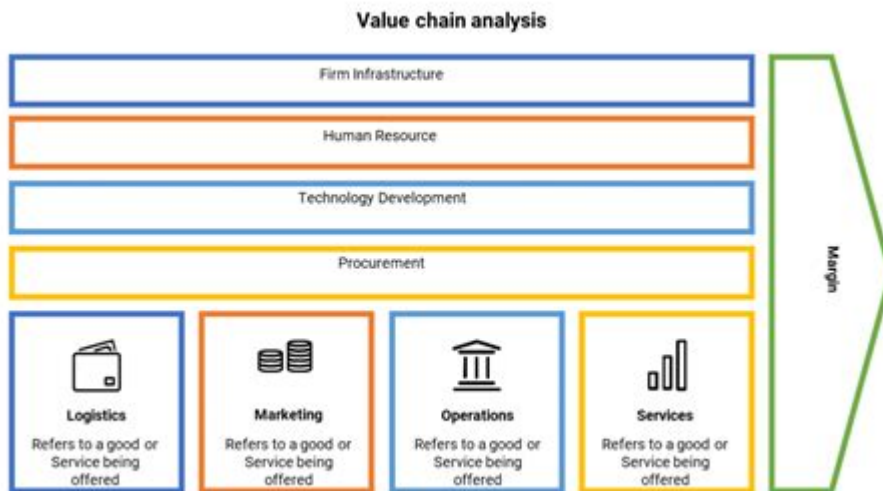 Value chain analysis
Firm Infrastructure
Human Resource
Technology Development
Procurement
Margin
Logistics
Refers to a good or
Service being
offered
Marketing
Refers to a good or
Service being
offered
Operations
Refers to a good or
Service being
offered
Services
Refers to a good or
Service being
offered